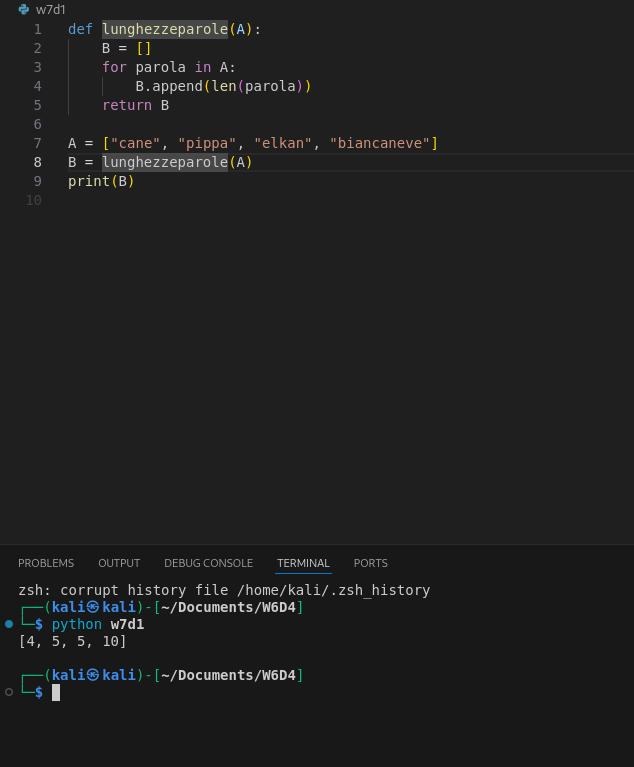 w7d1
1 def lunghezzeparole(A):
2     B = []
3     for parola in A:
4         B.append(len(parola))
5     return B
6
7 A = ["cane", "pippa", "elkan", "biancaneve"]
8 B = lunghezzeparole(A)
9 print(B)
10
PROBLEMS OUTPUT DEBUG CONSOLE TERMINAL PORTS
zsh: corrupt history file /home/kali/.zsh_history
┌──(kali㉿kali)-[~/Documents/W6D4]
└─$ python w7d1
[4, 5, 5, 10]
┌──(kali㉿kali)-[~/Documents/W6D4]
└─$